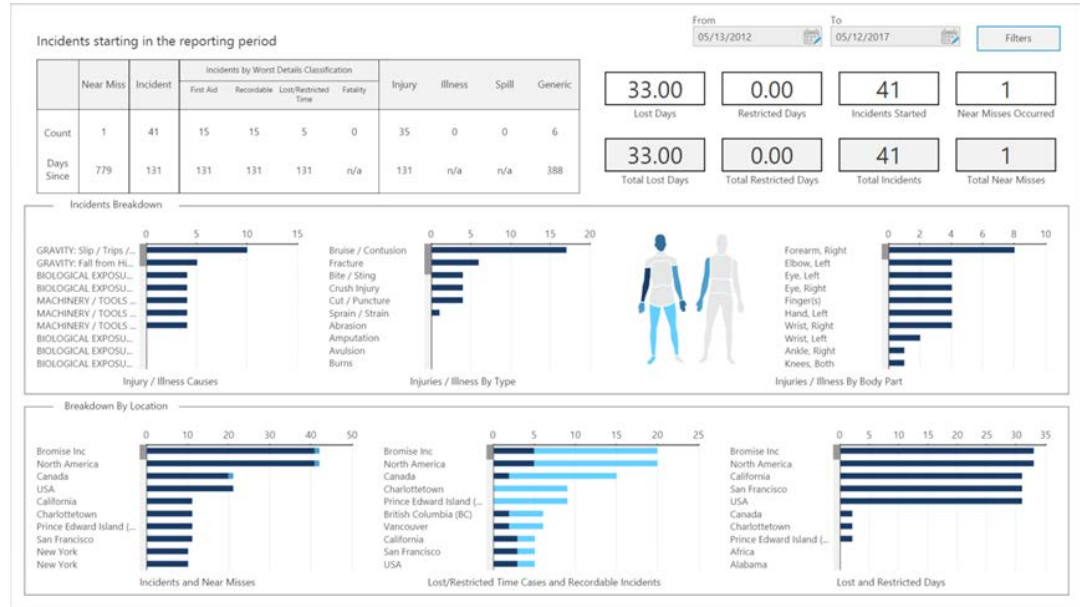 From
To
Incidents starting in the reporting period
05/13/2012
05/12/2017
Filters
Near Miss Incident Incidents by Worst Details Classification Injury Illness Spill Generic
First Aid Recordable Lost/Restricted Time Fatality
Count 1 41 15 15 5 0 35 0 0 6
Days Since 779 131 131 131 131 n/a 131 n/a n/a 388
33.00 0.00 41 1
Lost Days Restricted Days Incidents Started Near Misses Occurred
33.00 0.00 41 1
Total Lost Days Total Restricted Days Total Incidents Total Near Misses
Incidents Breakdown
0 5 10 15
GRAVITY: Slip / Trips /...
GRAVITY: Fall from Hi...
BIOLOGICAL EXPOSU...
BIOLOGICAL EXPOSU...
MACHINERY / TOOLS ...
MACHINERY / TOOLS ...
MACHINERY / TOOLS ...
BIOLOGICAL EXPOSU...
BIOLOGICAL EXPOSU...
BIOLOGICAL EXPOSU...
Injury / Illness Causes
0 5 10 15 20
Bruise / Contusion
Fracture
Bite / Sting
Crush Injury
Cut / Puncture
Sprain / Strain
Abrasion
Amputation
Avulsion
Burns
Injuries / Illness By Type
0 2 4 6 8 10
Forearm, Right
Elbow, Left
Eye, Left
Eye, Right
Finger(s)
Hand, Left
Wrist, Right
Wrist, Left
Ankle, Right
Knees, Both
Injuries / Illness By Body Part
Breakdown By Location
0 10 20 30 40 50
Bromise Inc
North America
Canada
USA
California
Charlottetown
Prince Edward Island (...
San Francisco
New York
New York
Incidents and Near Misses
0 5 10 15 20 25
Bromise Inc
North America
Canada
Charlottetown
Prince Edward Island (...
British Columbia (BC)
Vancouver
California
San Francisco
USA
Lost/Restricted Time Cases and Recordable Incidents
0 5 10 15 20 25 30 35
Bromise Inc
North America
California
San Francisco
USA
Canada
Charlottetown
Prince Edward Island (...
Africa
Alabama
Lost and Restricted Days